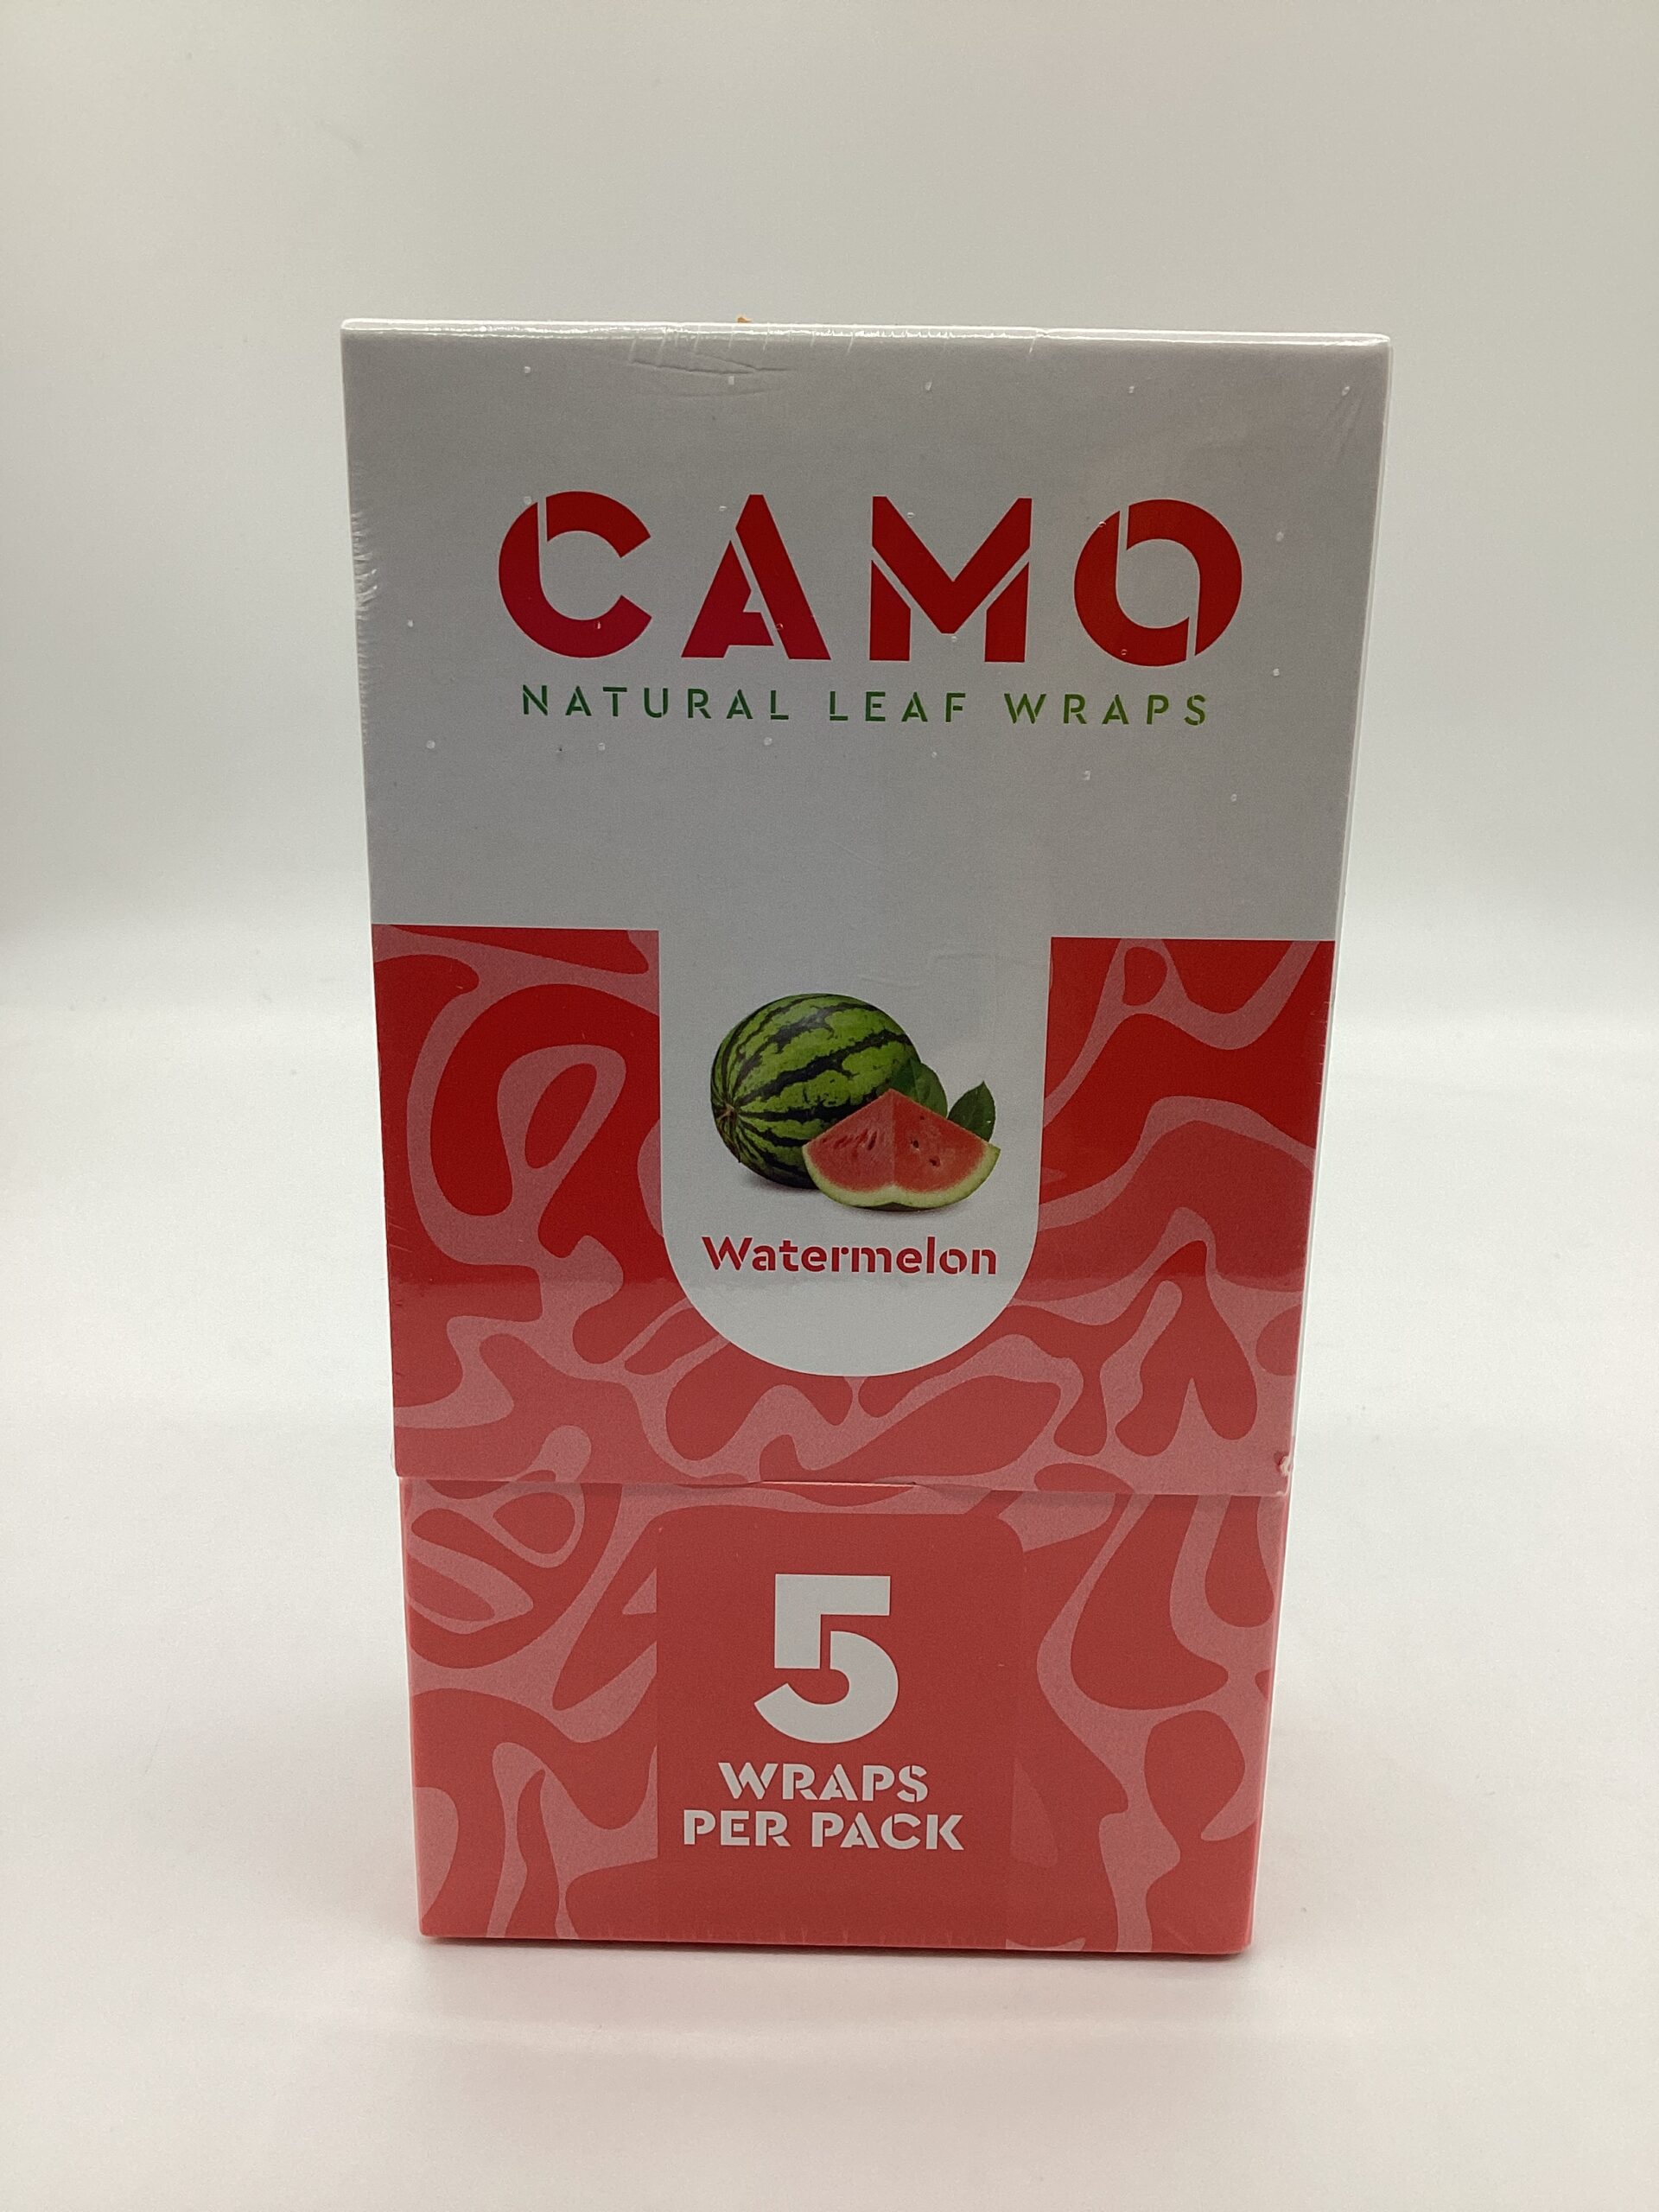 CAMO
NATURAL LEAF WRAPS
Watermelon
5
WRAPS
PER PACK